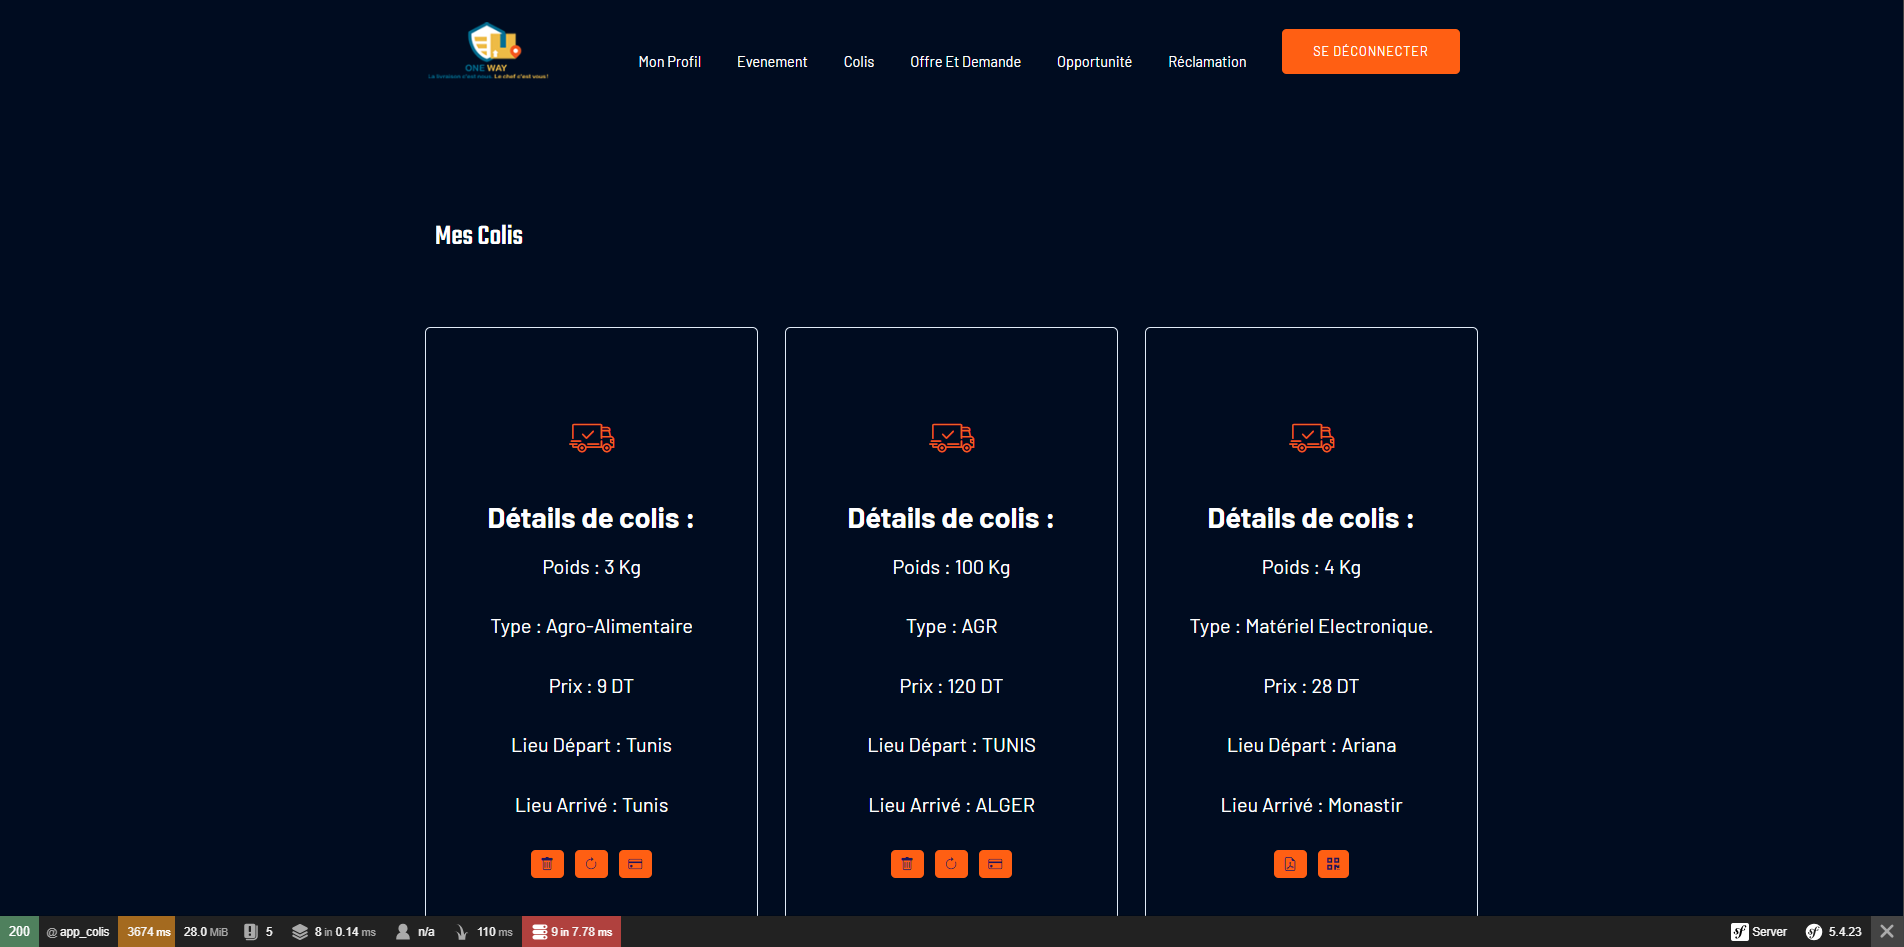 ONE WAY
La livraison c'est nous. Le chef c'est vous!
Mon Profil Evenement Colis Offre Et Demande Opportunité Réclamation SE DÉCONNECTER
Mes Colis
Détails de colis :
Poids : 3 Kg
Type : Agro-Alimentaire
Prix : 9 DT
Lieu Départ : Tunis
Lieu Arrivé : Tunis
Détails de colis :
Poids : 100 Kg
Type : AGR
Prix : 120 DT
Lieu Départ : TUNIS
Lieu Arrivé : ALGER
Détails de colis :
Poids : 4 Kg
Type : Matériel Electronique.
Prix : 28 DT
Lieu Départ : Ariana
Lieu Arrivé : Monastir
200 @ app_colis 3674 ms 28.0 MiB 5 8 in 0.14 ms n/a 110 ms 9 in 7.78 ms sf Server sf 5.4.23